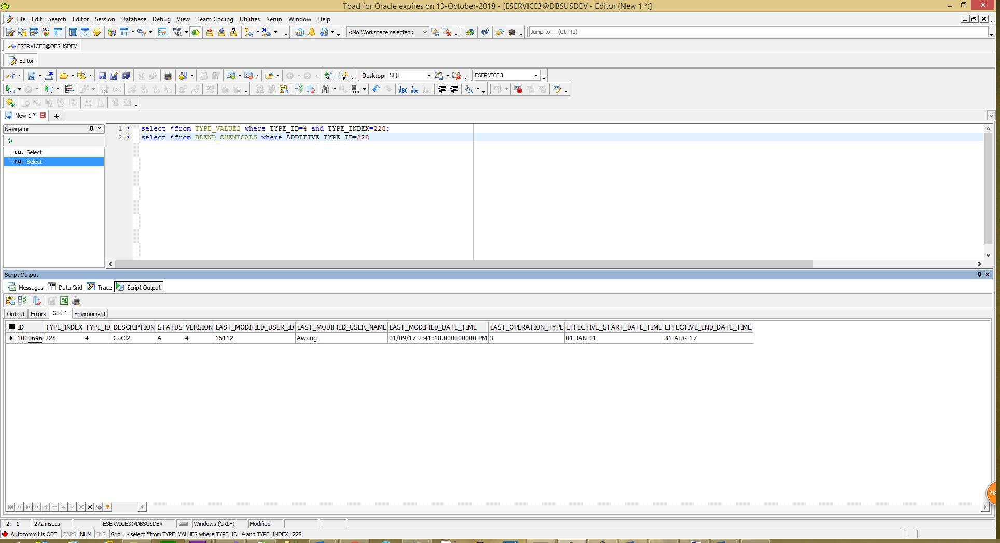 Toad for Oracle expires on 13-October-2018 - [ESERVICE3@DBSUSDEV - Editor (New 1 *)]
File Edit Search Editor Session Database Debug View Team Coding Utilities Rerun Window Help
<No Workspace selected> Jump to... (Ctrl+J)
ESERVICE3@DBSUSDEV
Editor
Desktop: SQL ESERVICE3
New 1 *
Navigator
Select
Select
1 select *from TYPE_VALUES where TYPE_ID=4 and TYPE_INDEX=228;
2 select *from BLEND_CHEMICALS where ADDITIVE_TYPE_ID=228
Script Output
Messages Data Grid Trace Script Output
Output Errors Grid 1 Environment
ID TYPE_INDEX TYPE_ID DESCRIPTION STATUS VERSION LAST_MODIFIED_USER_ID LAST_MODIFIED_USER_NAME LAST_MODIFIED_DATE_TIME LAST_OPERATION_TYPE EFFECTIVE_START_DATE_TIME EFFECTIVE_END_DATE_TIME
1000696 228 4 CaCl2 A 4 15112 Awang 01/09/17 2:41:18.000000000 PM 3 01-JAN-01 31-AUG-17
78
2: 1 272 msecs ESERVICE3@DBSUSDEV Windows (CRLF) Modified
Autocommit is OFF CAPS NUM INS Grid 1 - select *from TYPE_VALUES where TYPE_ID=4 and TYPE_INDEX=228